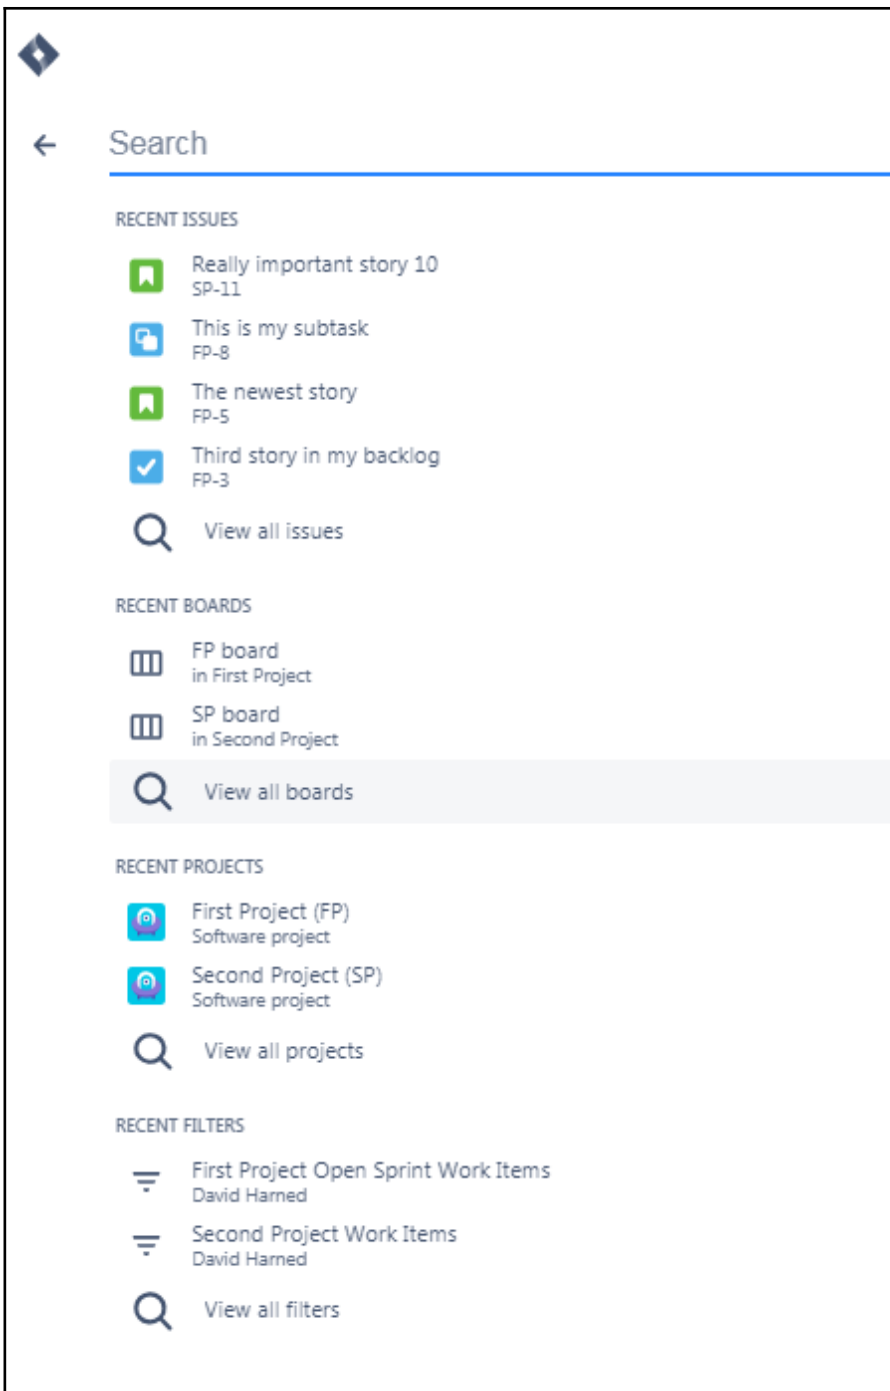 Search
RECENT ISSUES
Really important story 10
SP-11
This is my subtask
FP-8
The newest story
FP-5
Third story in my backlog
FP-3
View all issues
RECENT BOARDS
FP board
in First Project
SP board
in Second Project
View all boards
RECENT PROJECTS
First Project (FP)
Software project
Second Project (SP)
Software project
View all projects
RECENT FILTERS
First Project Open Sprint Work Items
David Harned
Second Project Work Items
David Harned
View all filters